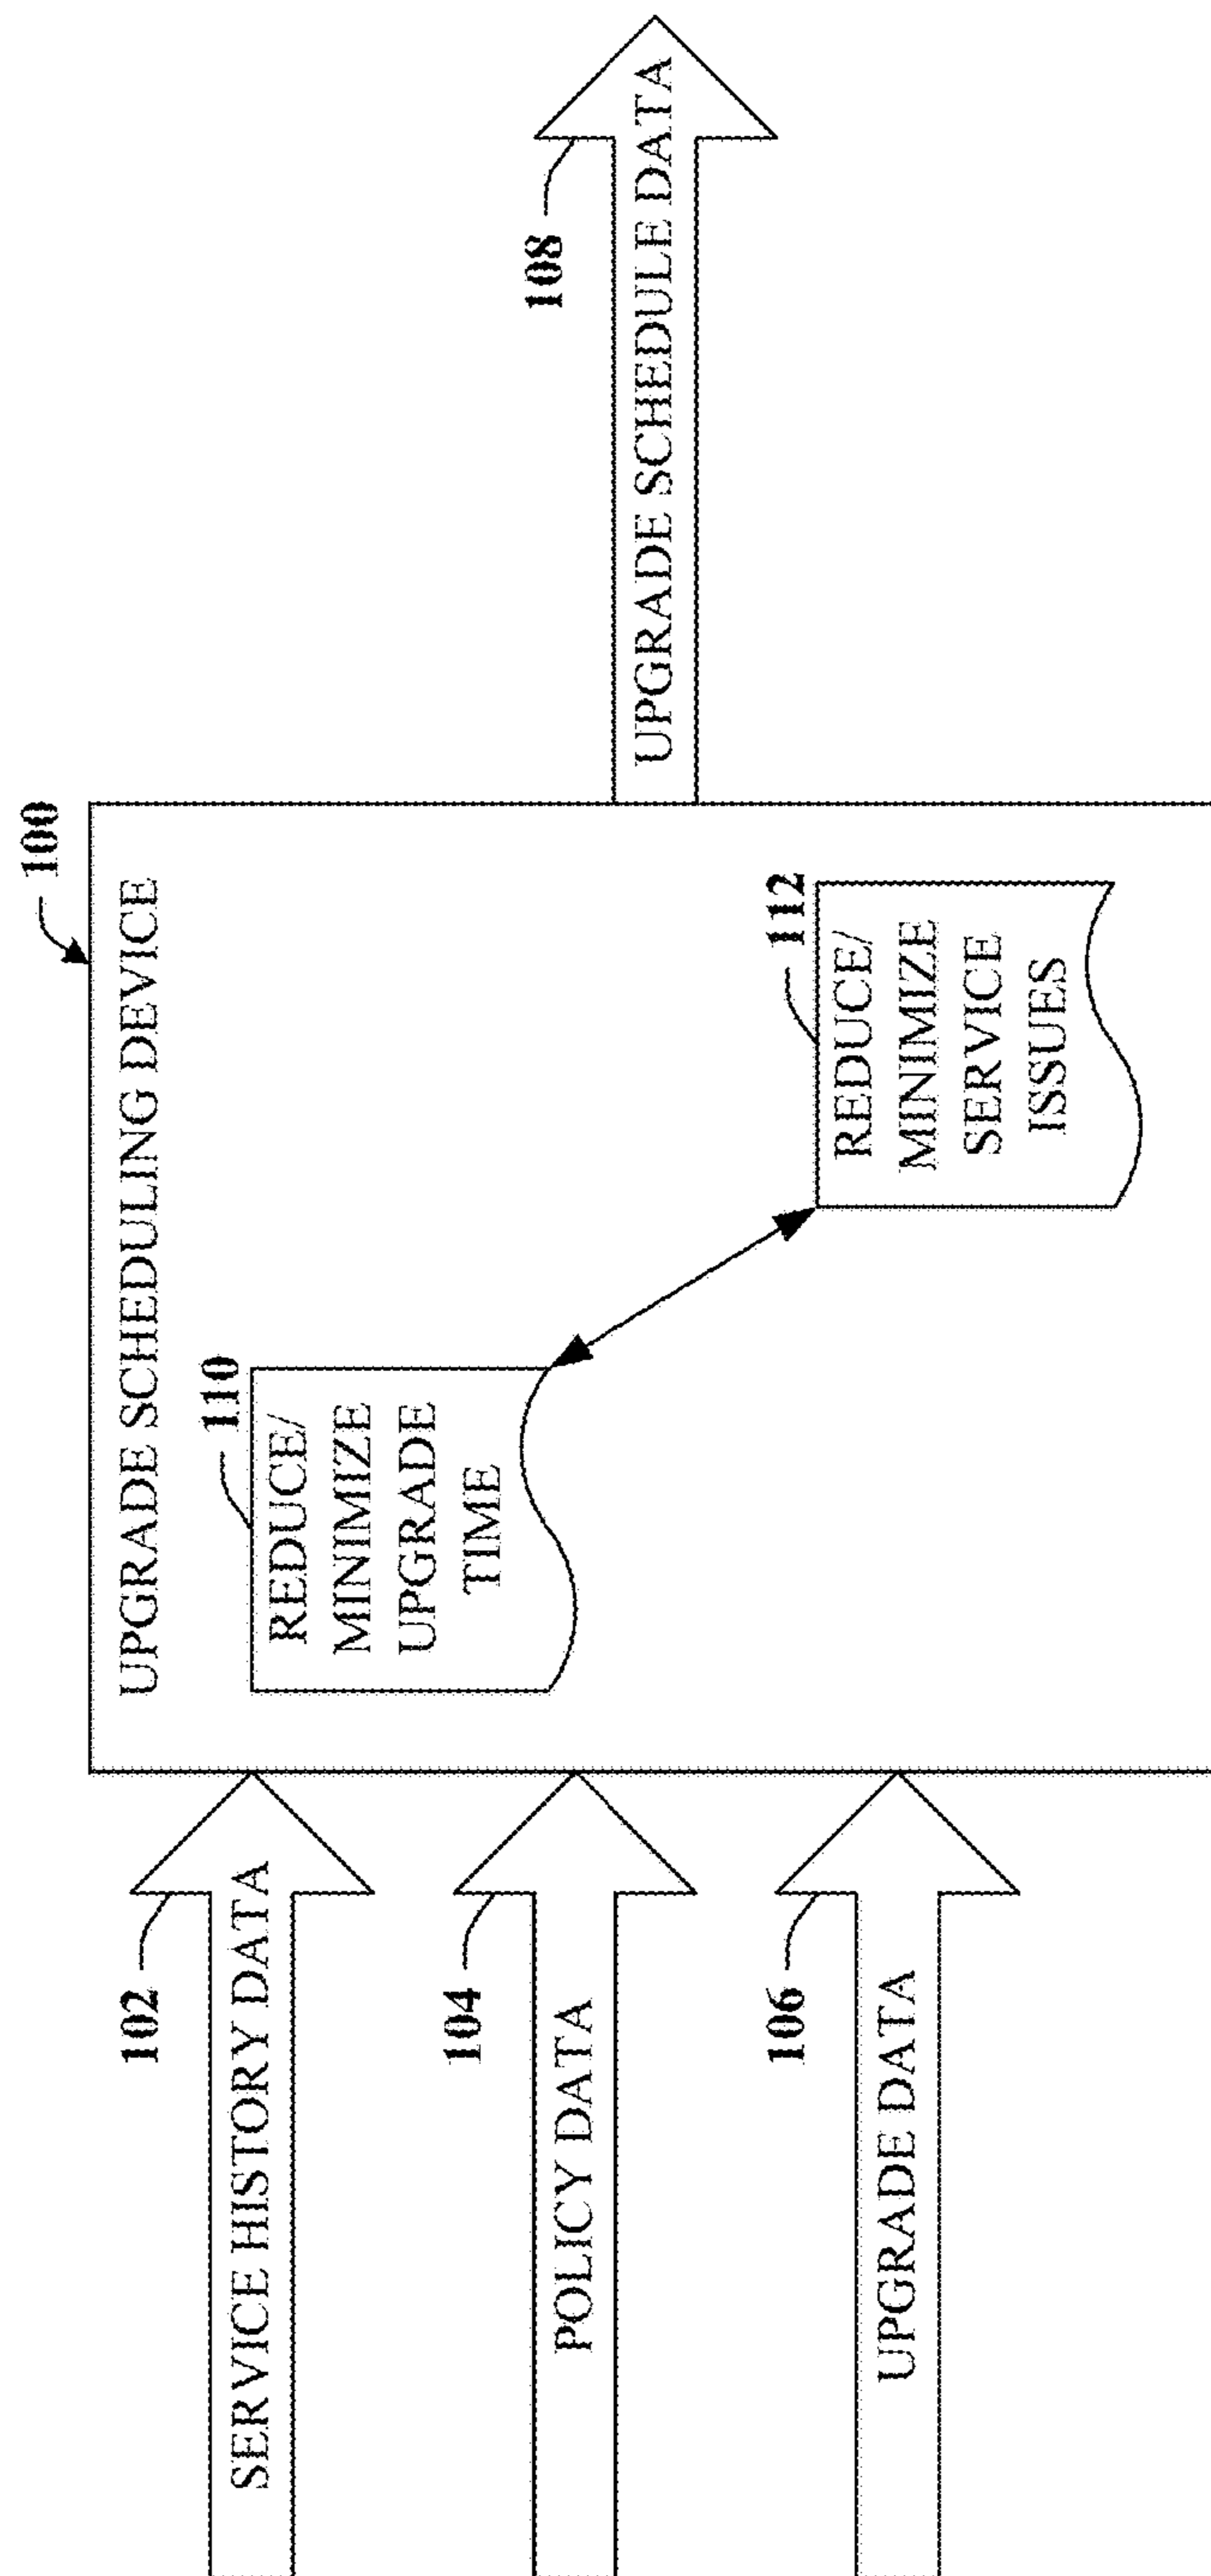 100
UPGRADE SCHEDULING DEVICE
102
SERVICE HISTORY DATA
104
POLICY DATA
106
UPGRADE DATA
110
REDUCE/
MINIMIZE
UPGRADE
TIME
112
REDUCE/
MINIMIZE
SERVICE
ISSUES
108
UPGRADE SCHEDULE DATA